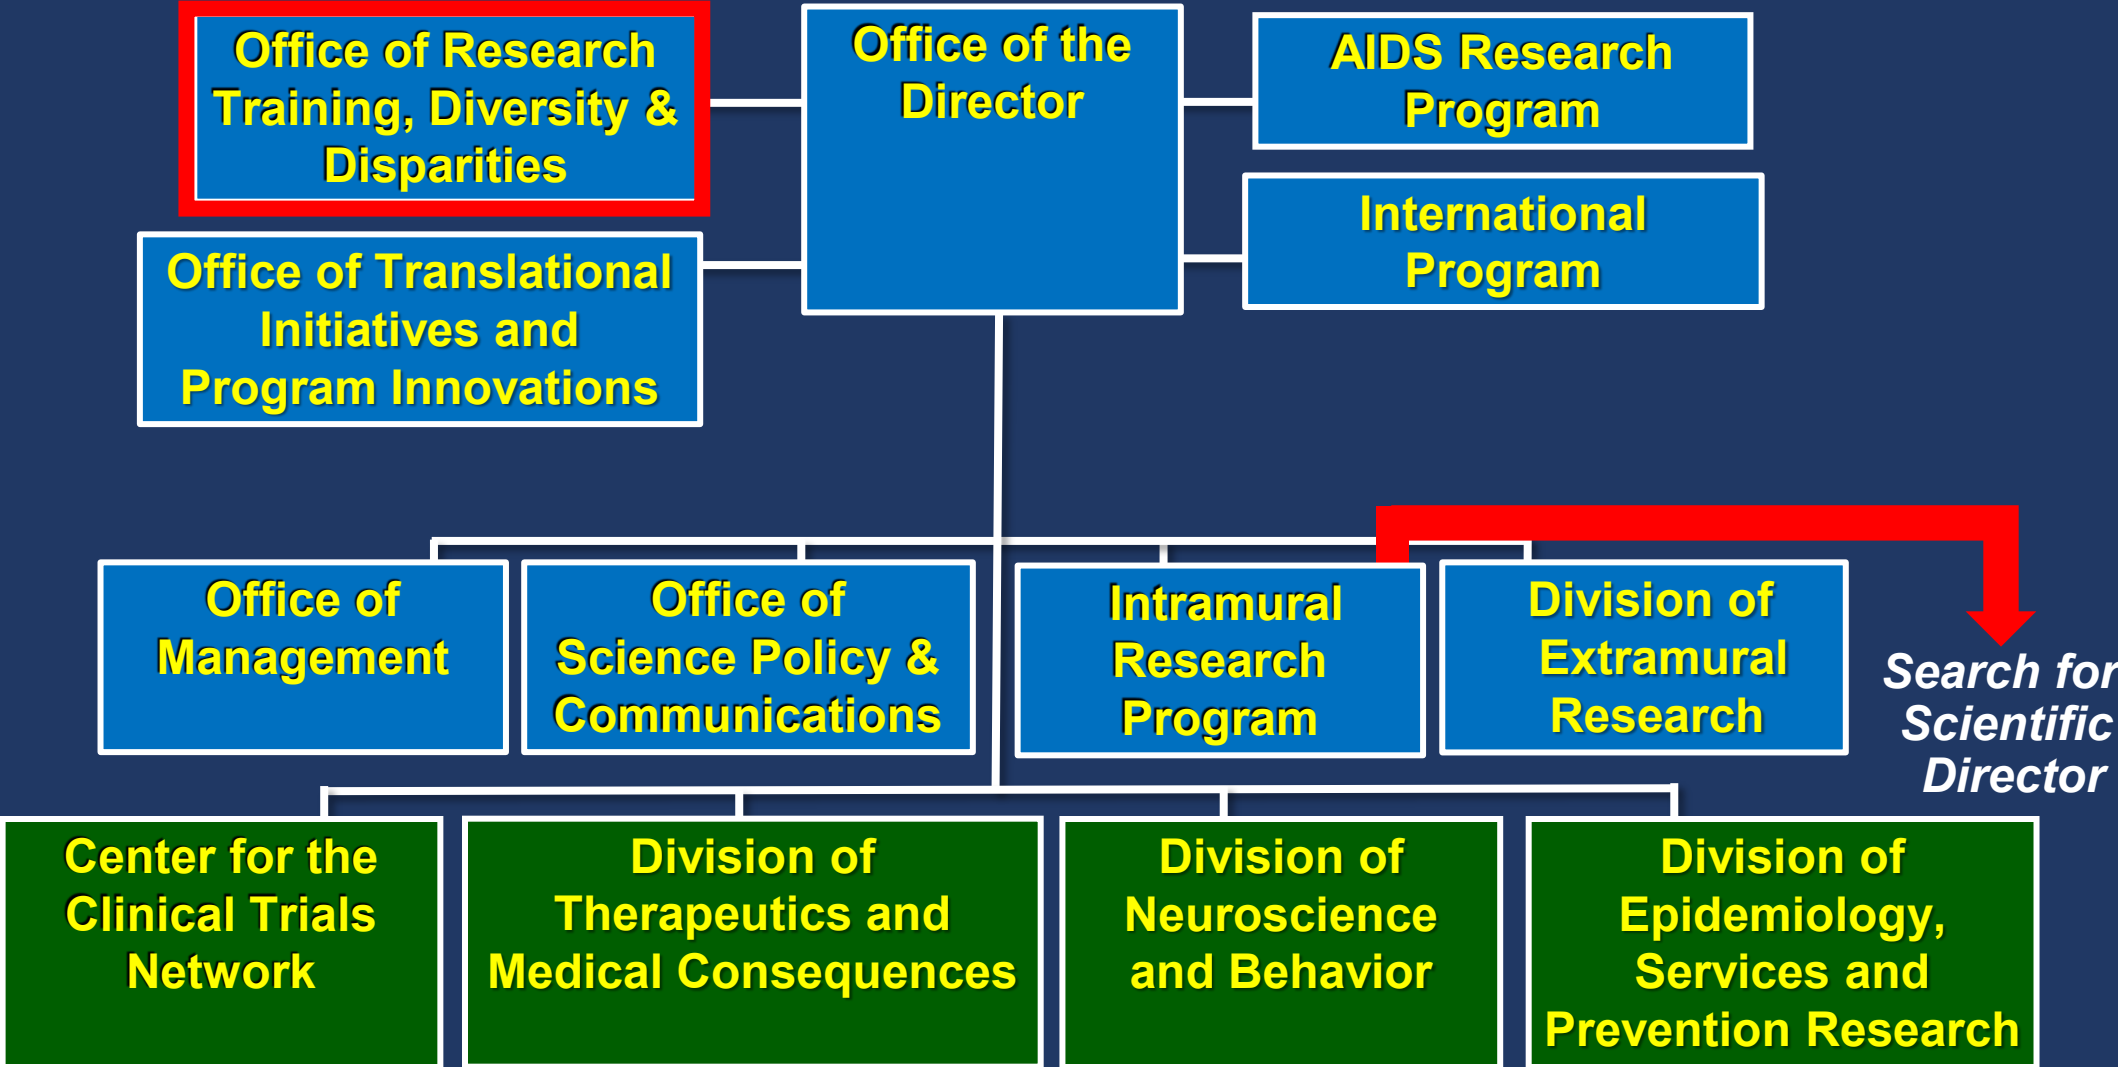 Office of Research
Training, Diversity &
Disparities
Office of the
Director
AIDS Research
Program
International
Program
Office of Translational
Initiatives and
Program Innovations
Office of
Management
Office of
Science Policy &
Communications
Intramural
Research
Program
Division of
Extramural
Research
Search for
Scientific
Director
Center for the
Clinical Trials
Network
Division of
Therapeutics and
Medical Consequences
Division of
Neuroscience
and Behavior
Division of
Epidemiology,
Services and
Prevention Research